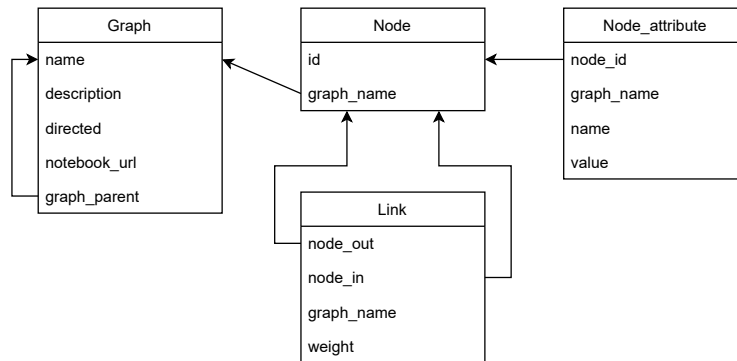 Graph
name
description
directed
notebook_url
graph_parent
Node
id
graph_name
Node_attribute
node_id
graph_name
name
value
Link
node_out
node_in
graph_name
weight